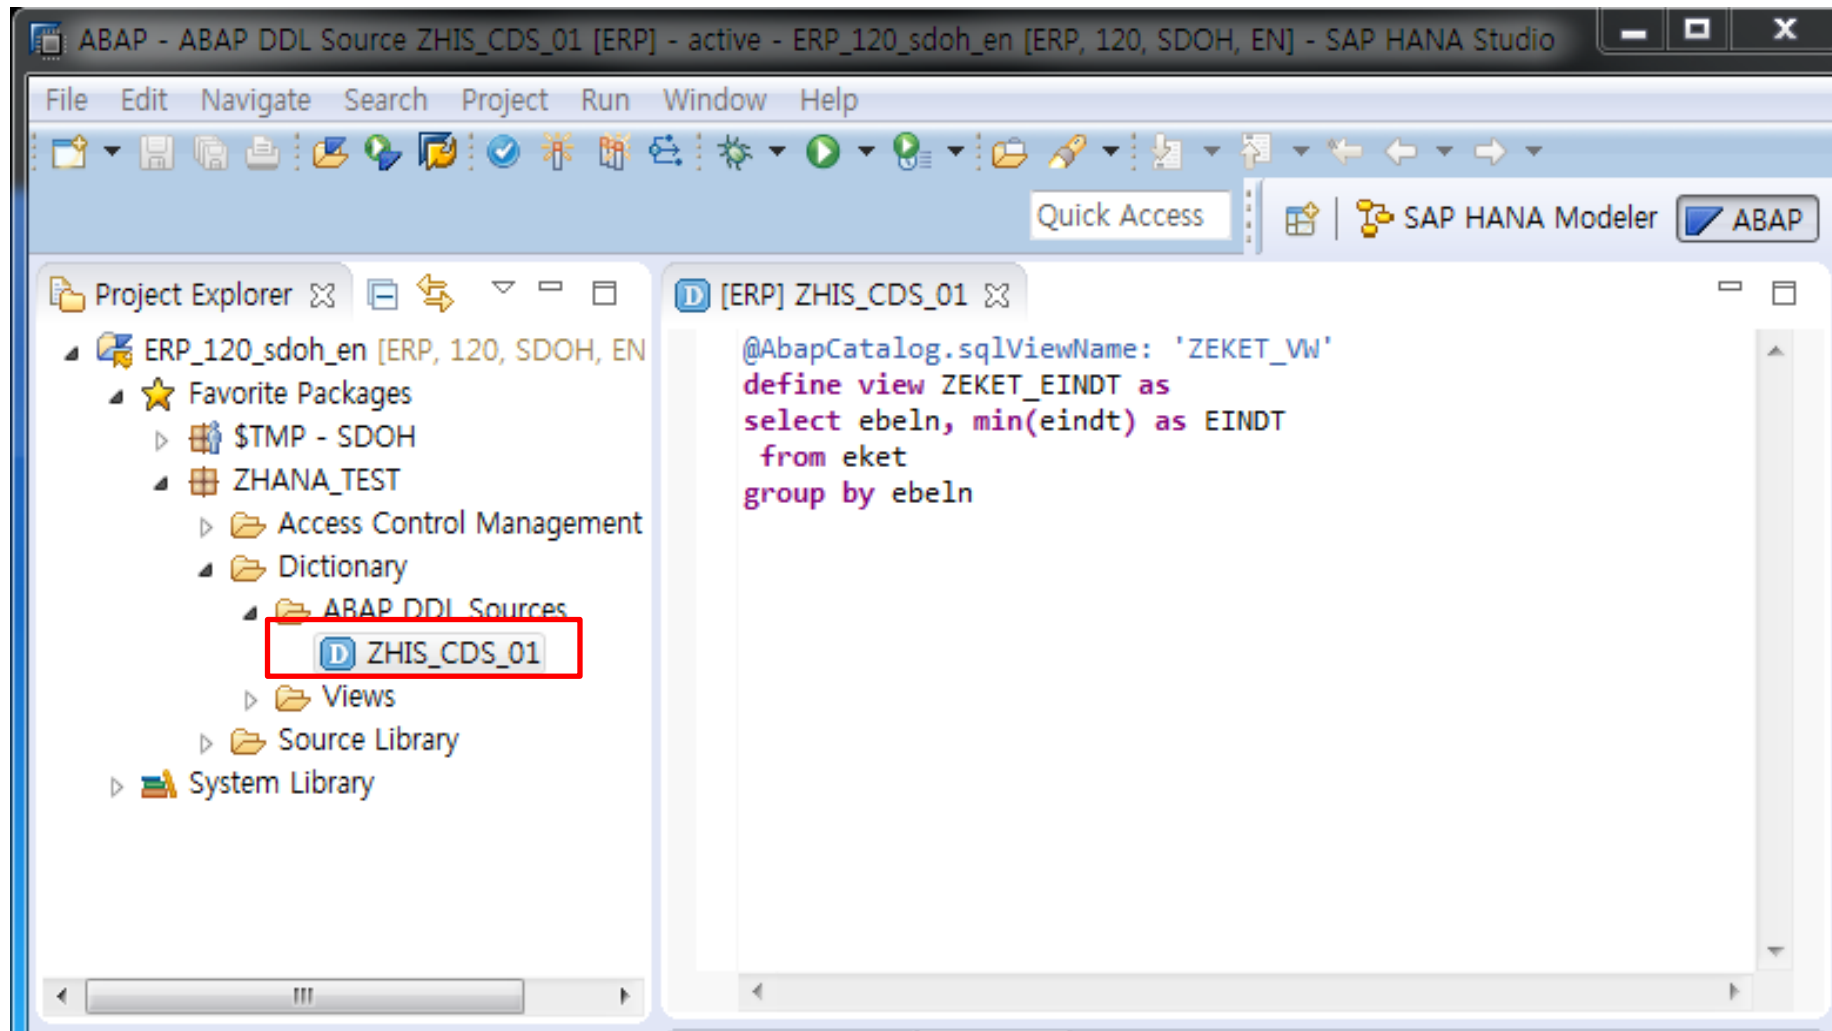 ABAP - ABAP DDL Source ZHIS_CDS_01 [ERP] - active - ERP_120_sdoh_en [ERP, 120, SDOH, EN] - SAP HANA Studio
File Edit Navigate Search Project Run Window Help
Quick Access
SAP HANA Modeler
ABAP
Project Explorer
ERP_120_sdoh_en [ERP, 120, SDOH, EN
Favorite Packages
$TMP - SDOH
ZHANA_TEST
Access Control Management
Dictionary
ABAP DDL Sources
ZHIS_CDS_01
Views
Source Library
System Library
[ERP] ZHIS_CDS_01
@AbapCatalog.sqlViewName: 'ZEKET_VW'
define view ZEKET_EINDT as
select ebeln, min(eindt) as EINDT
from eket
group by ebeln